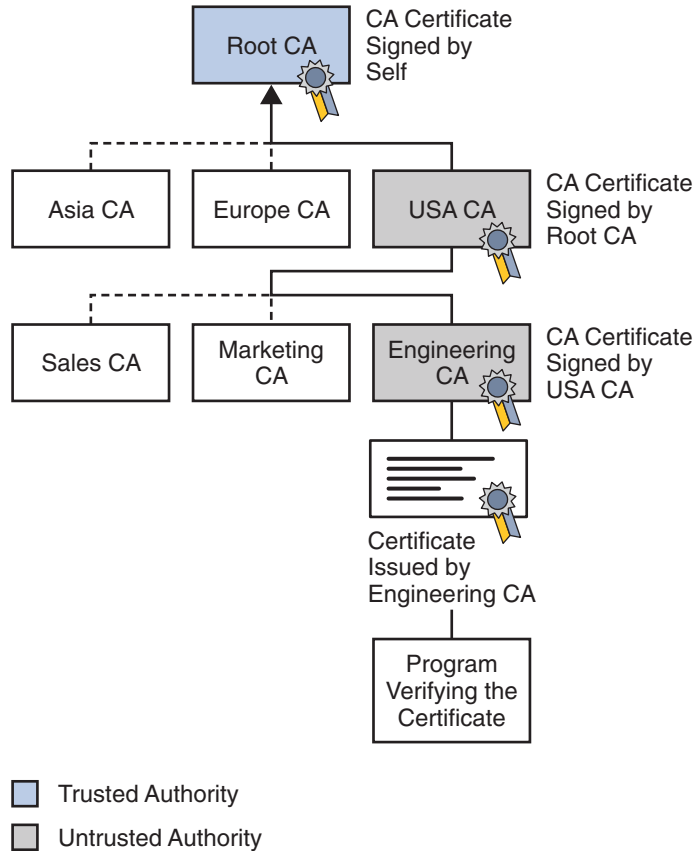 Root CA
CA Certificate
Signed by
Self
Asia CA
Europe CA
USA CA
CA Certificate
Signed by
Root CA
Sales CA
Marketing
CA
Engineering
CA
CA Certificate
Signed by
USA CA
Certificate
Issued by
Engineering CA
Program
Verifying the
Certificate
Trusted Authority
Untrusted Authority